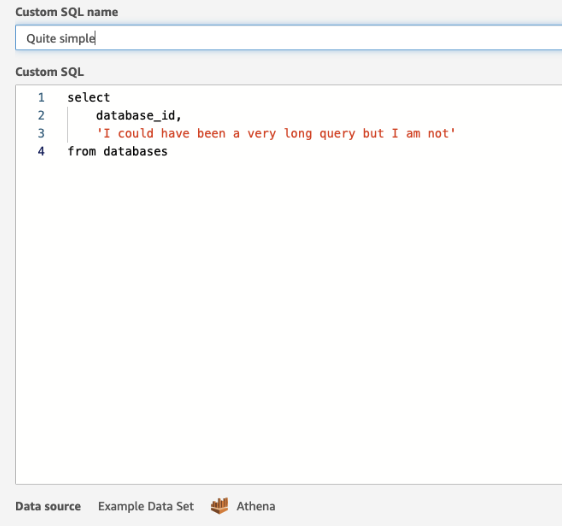 Custom SQL name
Quite simple
Custom SQL
1 select
2 database_id,
3 'I could have been a very long query but I am not'
4 from databases
Data source Example Data Set Athena